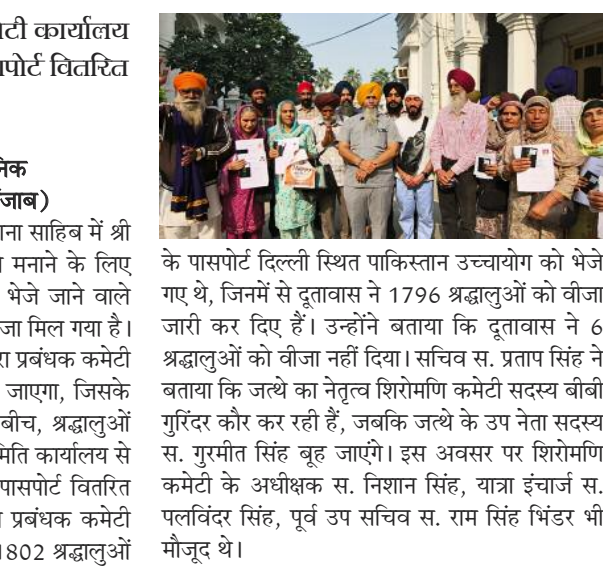 कार्यालय
वितरित
साहिब में श्री
मनाने के लिए
भेजे जाने वाले
मिल गया है।
प्रबंधक कमेटी
जाएगा, जिसके
बीच, श्रद्धालुओं
कार्यालय से
पासपोर्ट वितरित
प्रबंधक कमेटी
1802 श्रद्धालुओं
के पासपोर्ट दिल्ली स्थित पाकिस्तान उच्चायोग को भेजे
गए थे, जिनमें से दूतावास ने 1796 श्रद्धालुओं को वीजा
जारी कर दिए हैं। उन्होंने बताया कि दूतावास ने 6
श्रद्धालुओं को वीजा नहीं दिया। सचिव स. प्रताप सिंह ने
बताया कि जत्थे का नेतृत्व शिरोमणि कमेटी सदस्य बीबी
गुरिंदर कौर कर रही हैं, जबकि जत्थे के उप नेता सदस्य
स. गुरमीत सिंह बूह जाएंगे। इस अवसर पर शिरोमणि
कमेटी के अधीक्षक स. निशान सिंह, यात्रा इंचार्ज स.
पलविंदर सिंह, पूर्व उप सचिव स. राम सिंह भिंडर भी
मौजूद थे।